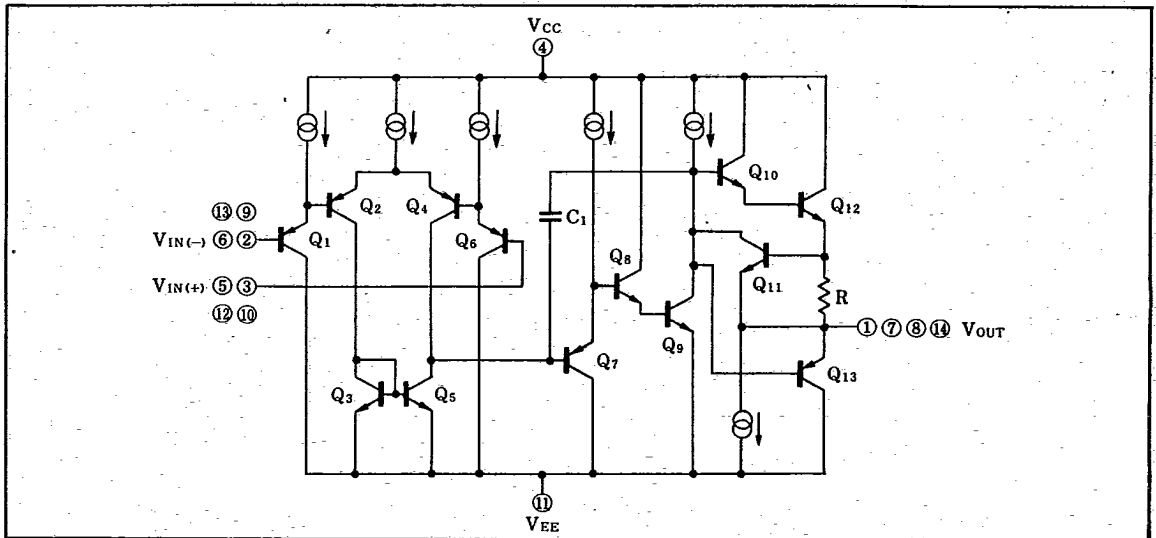 VCC
④
Q2
Q4
Q10
Q12
⑬ ⑨
VIN(−) ⑥ ②
Q1
Q6
C1
VIN(+) ⑤ ③
⑫ ⑩
Q8
Q11
R
① ⑦ ⑧ ⑭ VOUT
Q7
Q9
Q13
Q3
Q5
⑪
VEE